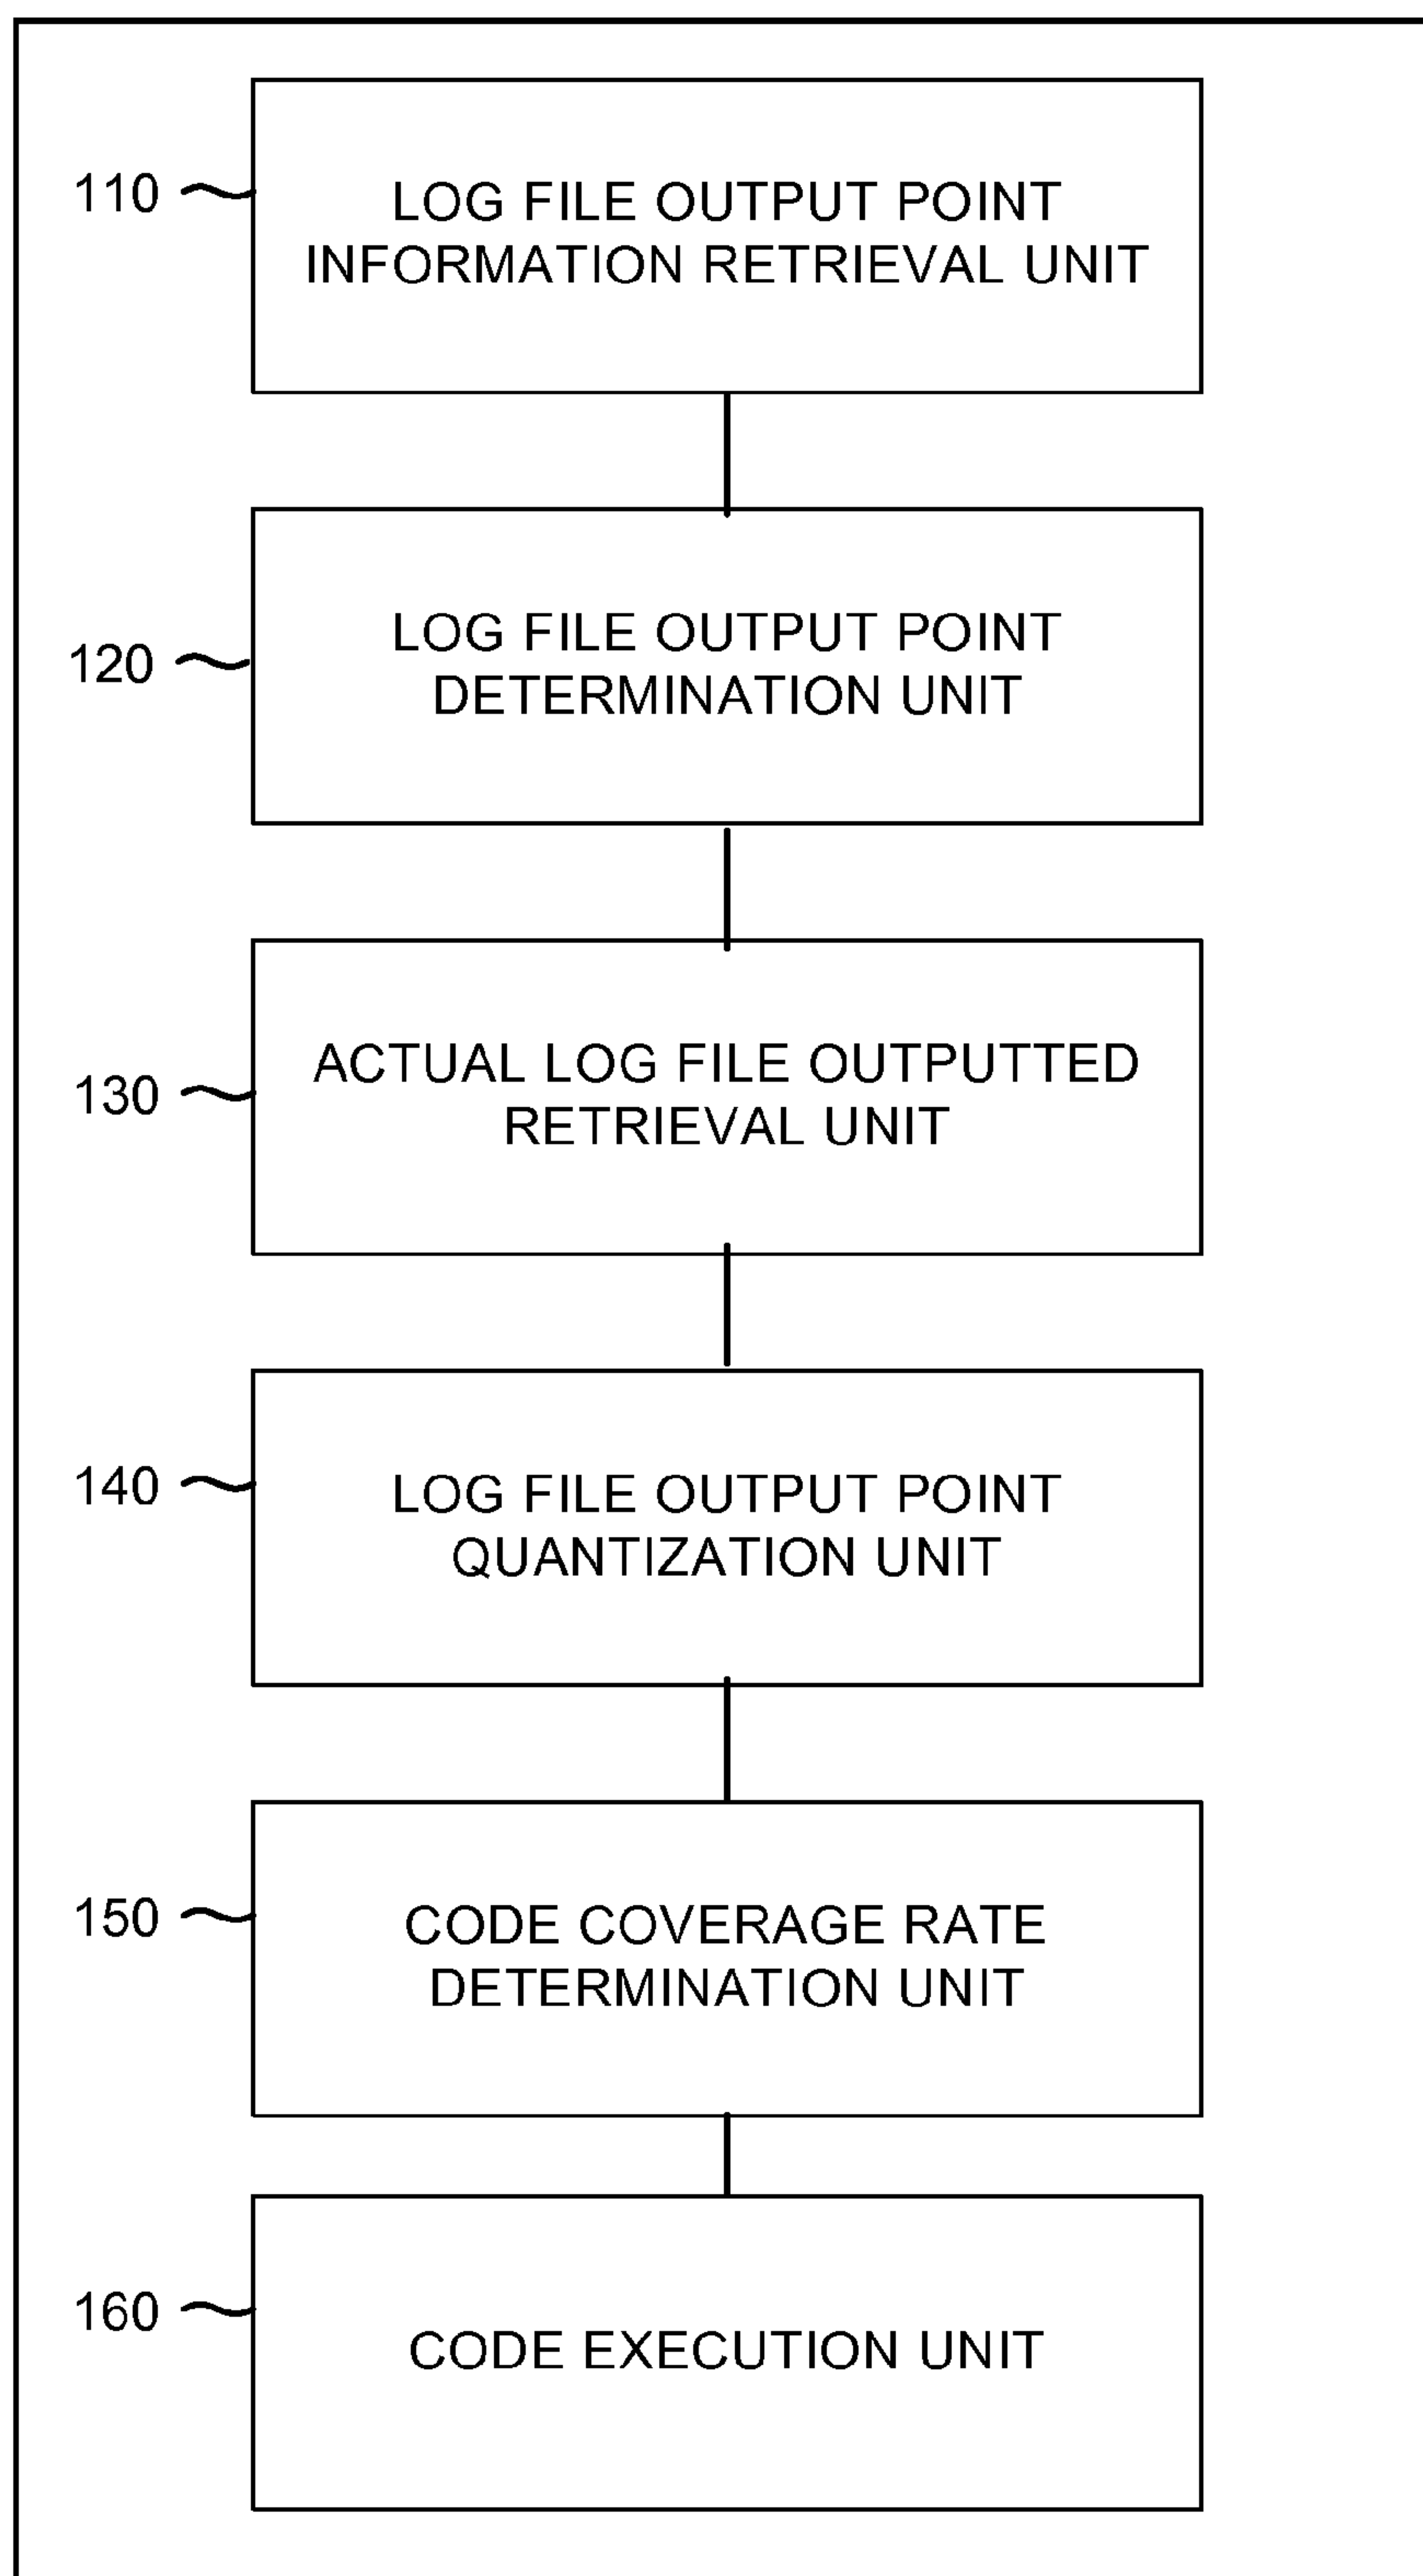 110
LOG FILE OUTPUT POINT
INFORMATION RETRIEVAL UNIT
120
LOG FILE OUTPUT POINT
DETERMINATION UNIT
130
ACTUAL LOG FILE OUTPUTTED
RETRIEVAL UNIT
140
LOG FILE OUTPUT POINT
QUANTIZATION UNIT
150
CODE COVERAGE RATE
DETERMINATION UNIT
160
CODE EXECUTION UNIT